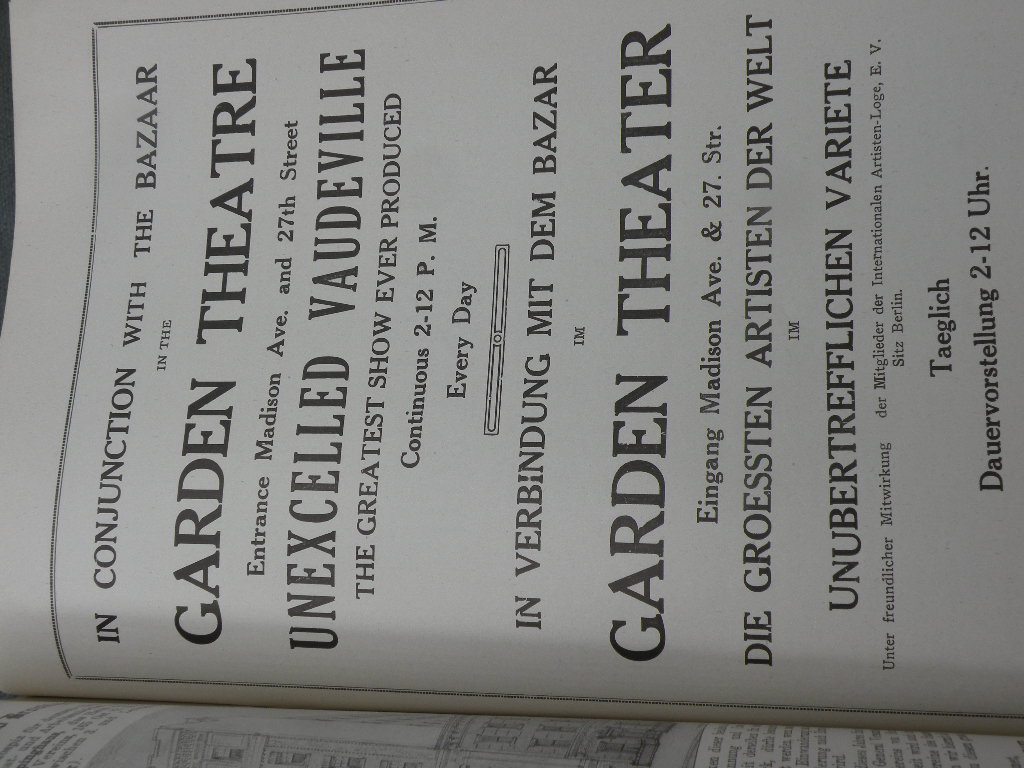 IN CONJUNCTION WITH THE BAZAAR
IN THE
GARDEN THEATRE
Entrance Madison Ave. and 27th Street
UNEXCELLED VAUDEVILLE
THE GREATEST SHOW EVER PRODUCED
Continuous 2-12 P. M.
Every Day
IN VERBINDUNG MIT DEM BAZAR
IM
GARDEN THEATER
Eingang Madison Ave. & 27. Str.
DIE GROESSTEN ARTISTEN DER WELT
IM
UNUBERTREFFLICHEN VARIETE
Unter freundlicher Mitwirkung der Mitglieder der Internationalen Artisten-Loge, E. V.
Sitz Berlin.
Taeglich
Dauervorstellung 2-12 Uhr.